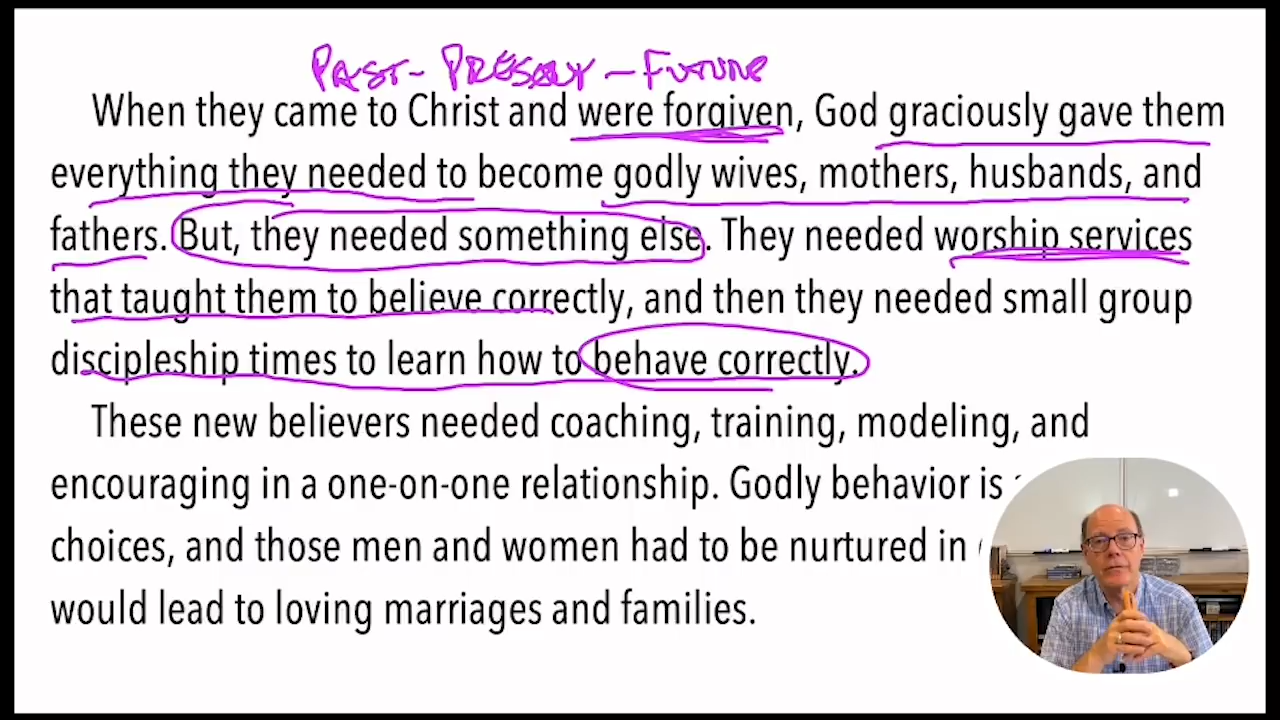 PAST - PRESENT - FUTURE
When they came to Christ and were forgiven, God graciously gave them
everything they needed to become godly wives, mothers, husbands, and
fathers. But, they needed something else. They needed worship services
that taught them to believe correctly, and then they needed small group
discipleship times to learn how to behave correctly.
These new believers needed coaching, training, modeling, and
encouraging in a one-on-one relationship. Godly behavior is
choices, and those men and women had to be nurtured in
would lead to loving marriages and families.